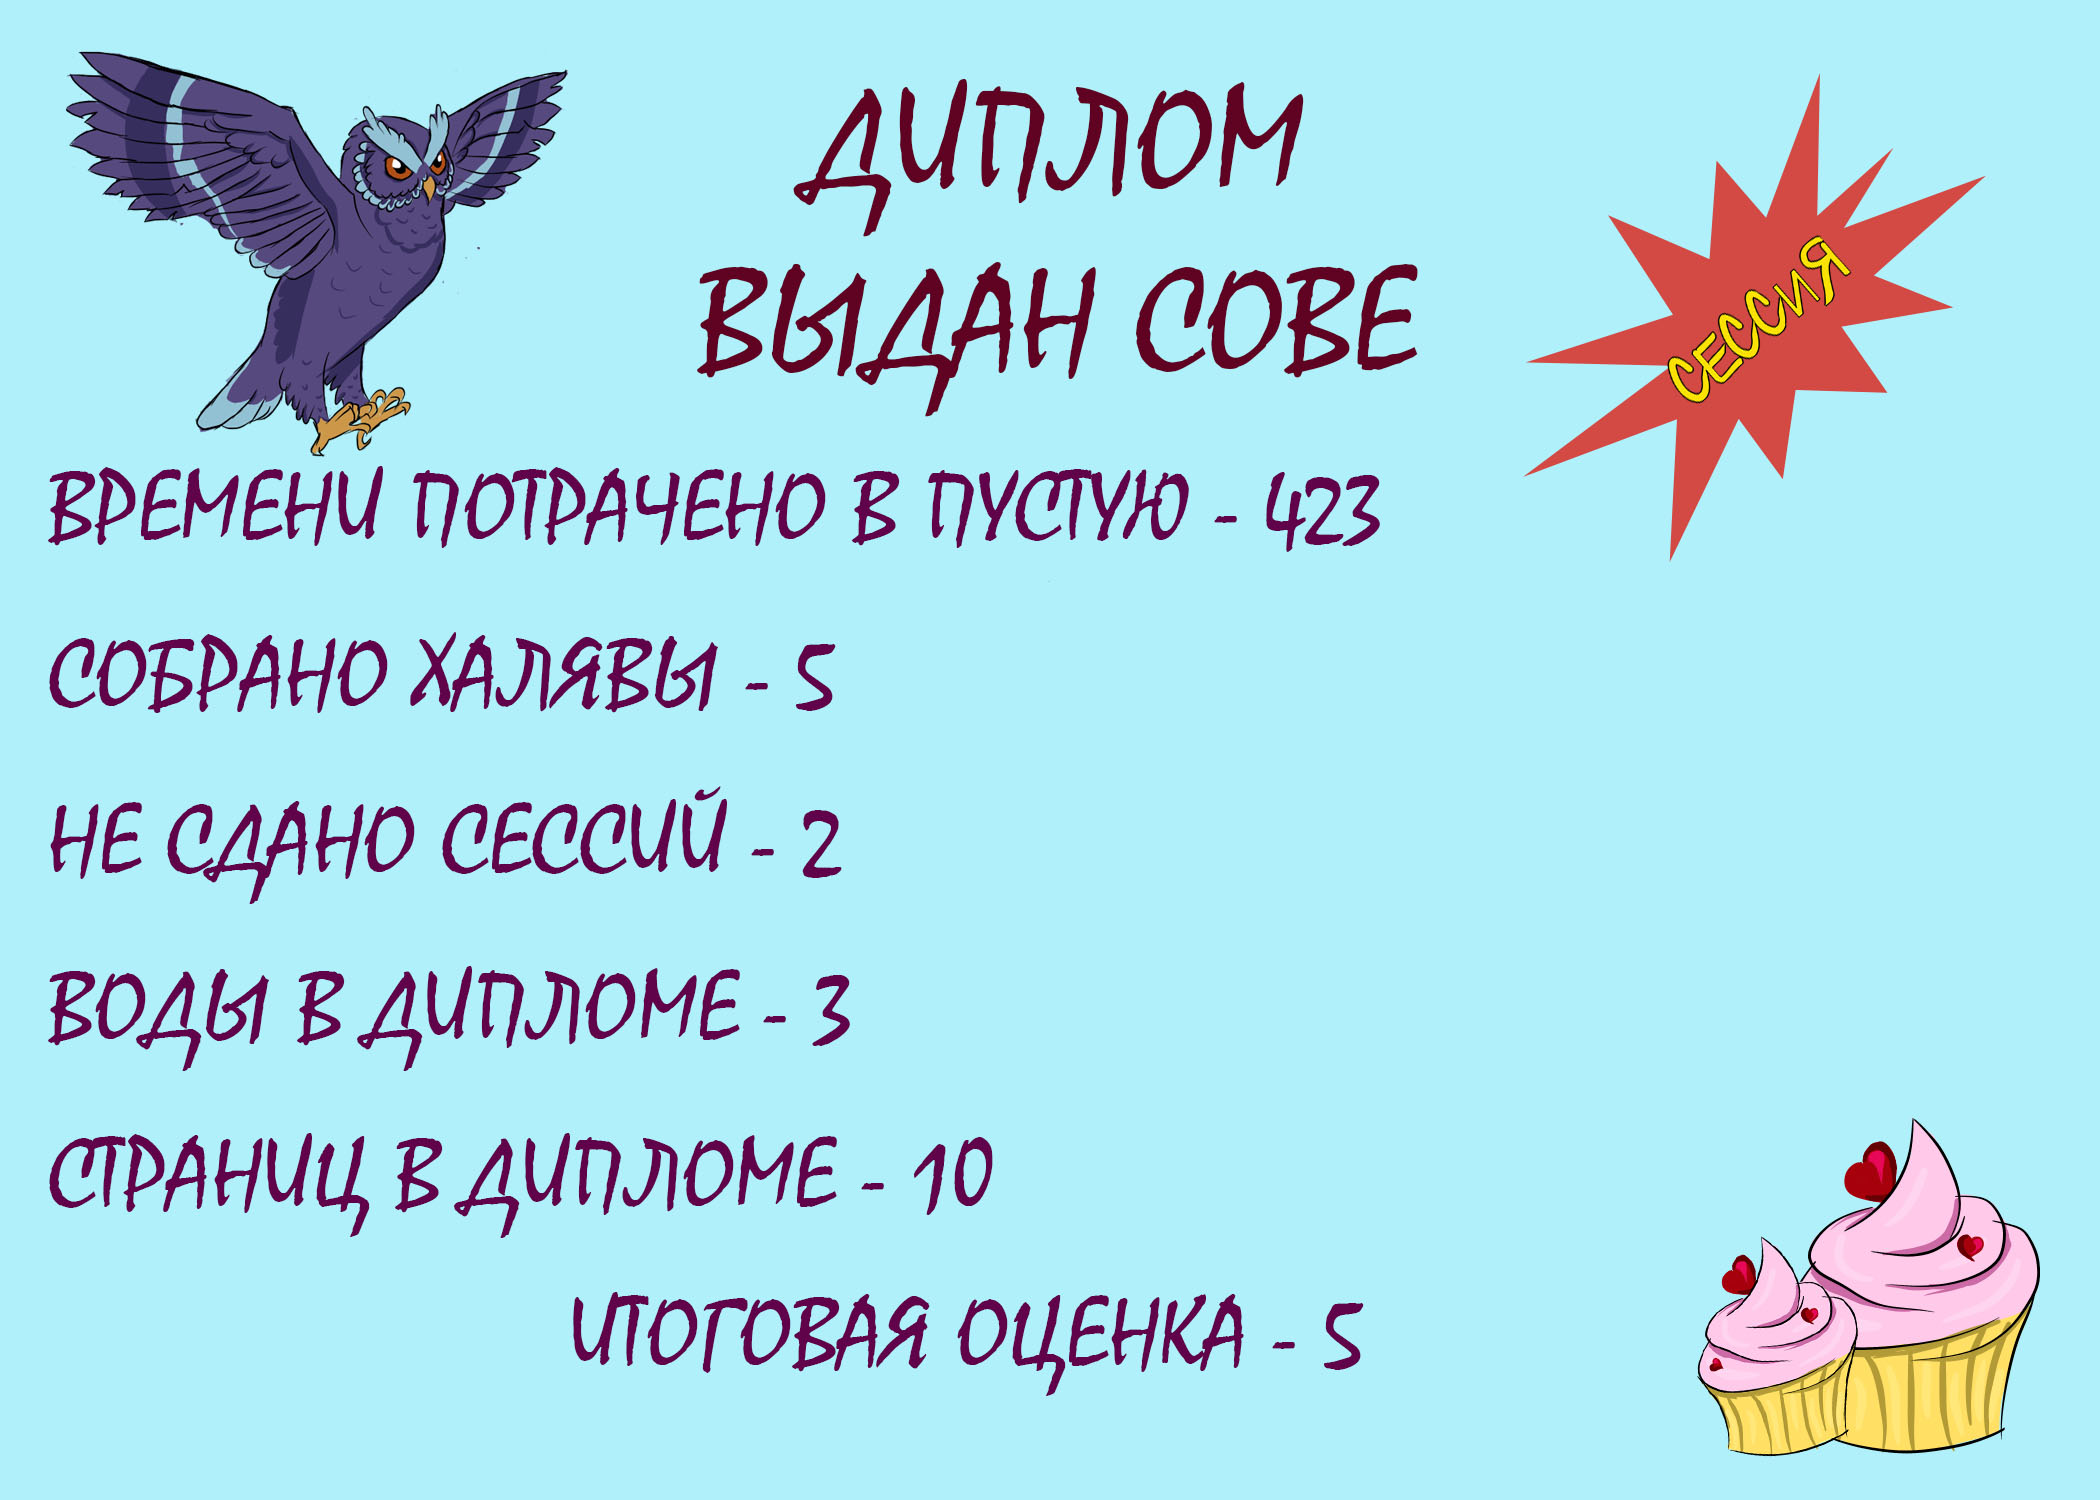 ДИПЛОМ
ВЫДАН СОВЕ
СЕССИЯ
ВРЕМЕНИ ПОТРАЧЕНО В ПУСТУЮ - 423
СОБРАНО ХАЛЯВЫ - 5
НЕ СДАНО СЕССИЙ - 2
ВОДЫ В ДИПЛОМЕ - 3
СТРАНИЦ В ДИПЛОМЕ - 10
ИТОГОВАЯ ОЦЕНКА - 5